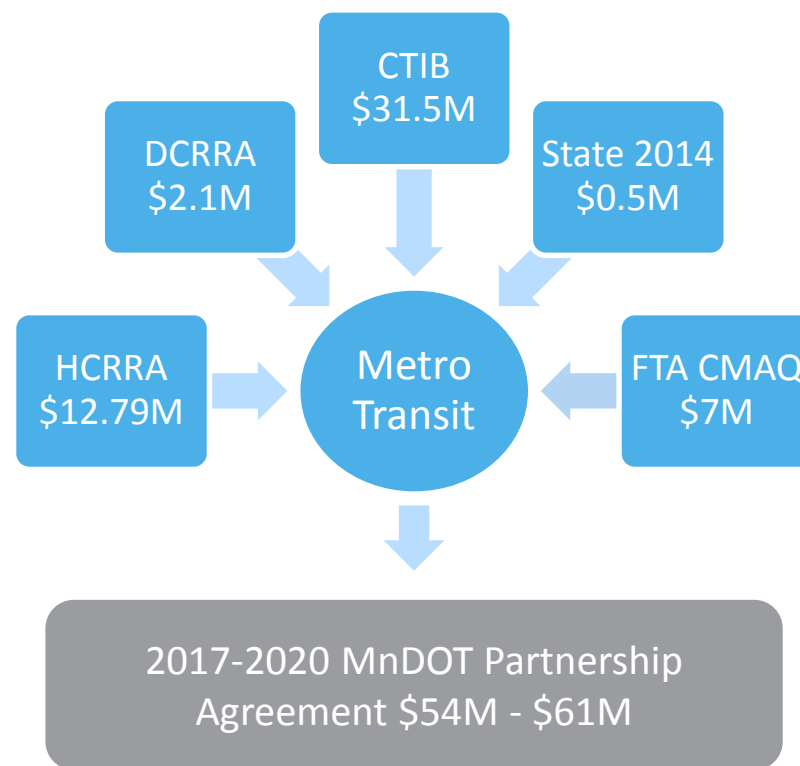 CTIB
$31.5M
DCRRA
$2.1M
State 2014
$0.5M
HCRRA
$12.79M
Metro
Transit
FTA CMAQ
$7M
2017-2020 MnDOT Partnership
Agreement $54M - $61M